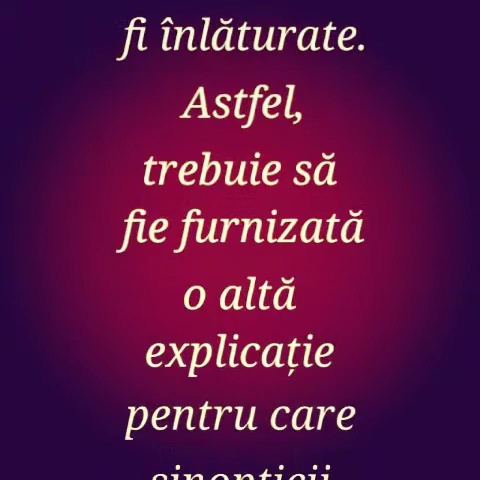 fi înlăturate.
Astfel,
trebuie să
fie furnizată
o altă
explicație
pentru care
sinopticii